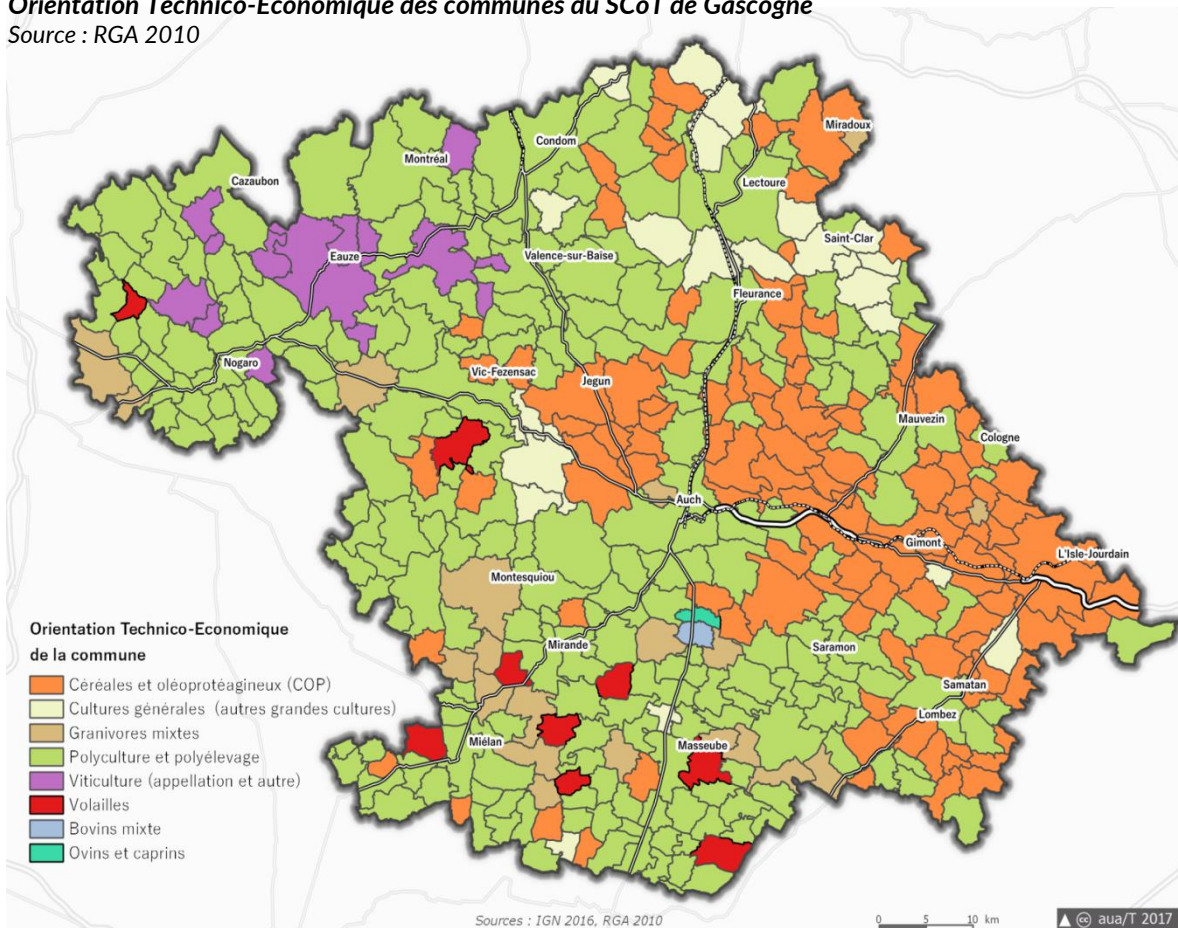 Orientation Technico-Economique des communes du SCoT de Gascogne
Source : RGA 2010
Miradoux
Condom
Montréal
Cazaubon
Lectoure
Saint-Clar
Eauze
Valence-sur-Baise
Fleurance
Nogaro
Vic-Fezensac
Jegun
Mauvezin
Cologne
Auch
Gimont
L'Isle-Jourdain
Montesquiou
Mirande
Saramon
Samatan
Lombez
Miélan
Masseube
Orientation Technico-Economique
de la commune
Céréales et oléoprotéagineux (COP)
Cultures générales (autres grandes cultures)
Granivores mixtes
Polyculture et polyélevage
Viticulture (appellation et autre)
Volailles
Bovins mixte
Ovins et caprins
Sources : IGN 2016, RGA 2010
0 5 10 km
cc aua/T 2017